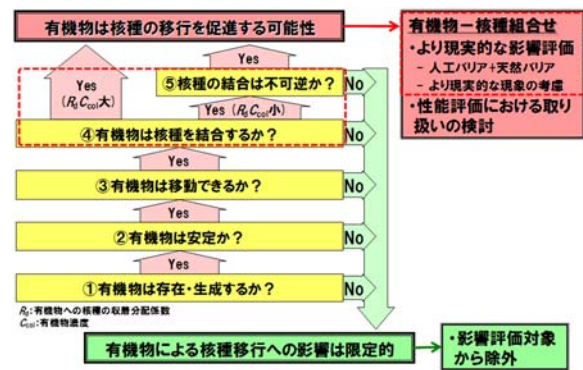 有機物は核種の移行を促進する可能性
有機物－核種組合せ
・より現実的な影響評価
－ 人工バリア+天然バリア
－ より現実的な現象の考慮
・性能評価における取り
扱いの検討
Yes
(RdCcol大)
Yes
⑤核種の結合は不可逆か？
No
Yes (RdCcol小)
④有機物は核種を結合するか？
No
Yes
③有機物は移動できるか？
No
Yes
②有機物は安定か？
No
Yes
①有機物は存在・生成するか？
No
Rd:有機物への核種の収着分配係数
Ccol:有機物濃度
有機物による核種移行への影響は限定的
・影響評価対象
から除外